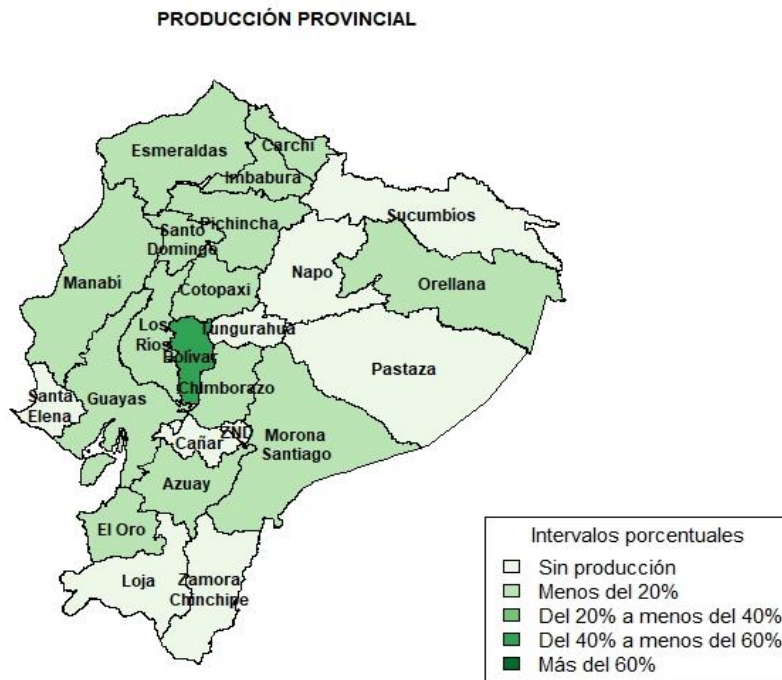 PRODUCCIÓN PROVINCIAL
Esmeraldas
Carchi
Imbabura
Sucumbíos
Pichincha
Santo
Domingo
Napo
Manabí
Cotopaxi
Orellana
Los
Ríos
Tungurahua
Bolívar
Pastaza
Chimborazo
Santa
Elena
Guayas
ZND
Cañar
Morona
Santiago
Azuay
El Oro
Loja
Zamora
Chinchipe
Intervalos porcentuales
Sin producción
Menos del 20%
Del 20% a menos del 40%
Del 40% a menos del 60%
Más del 60%